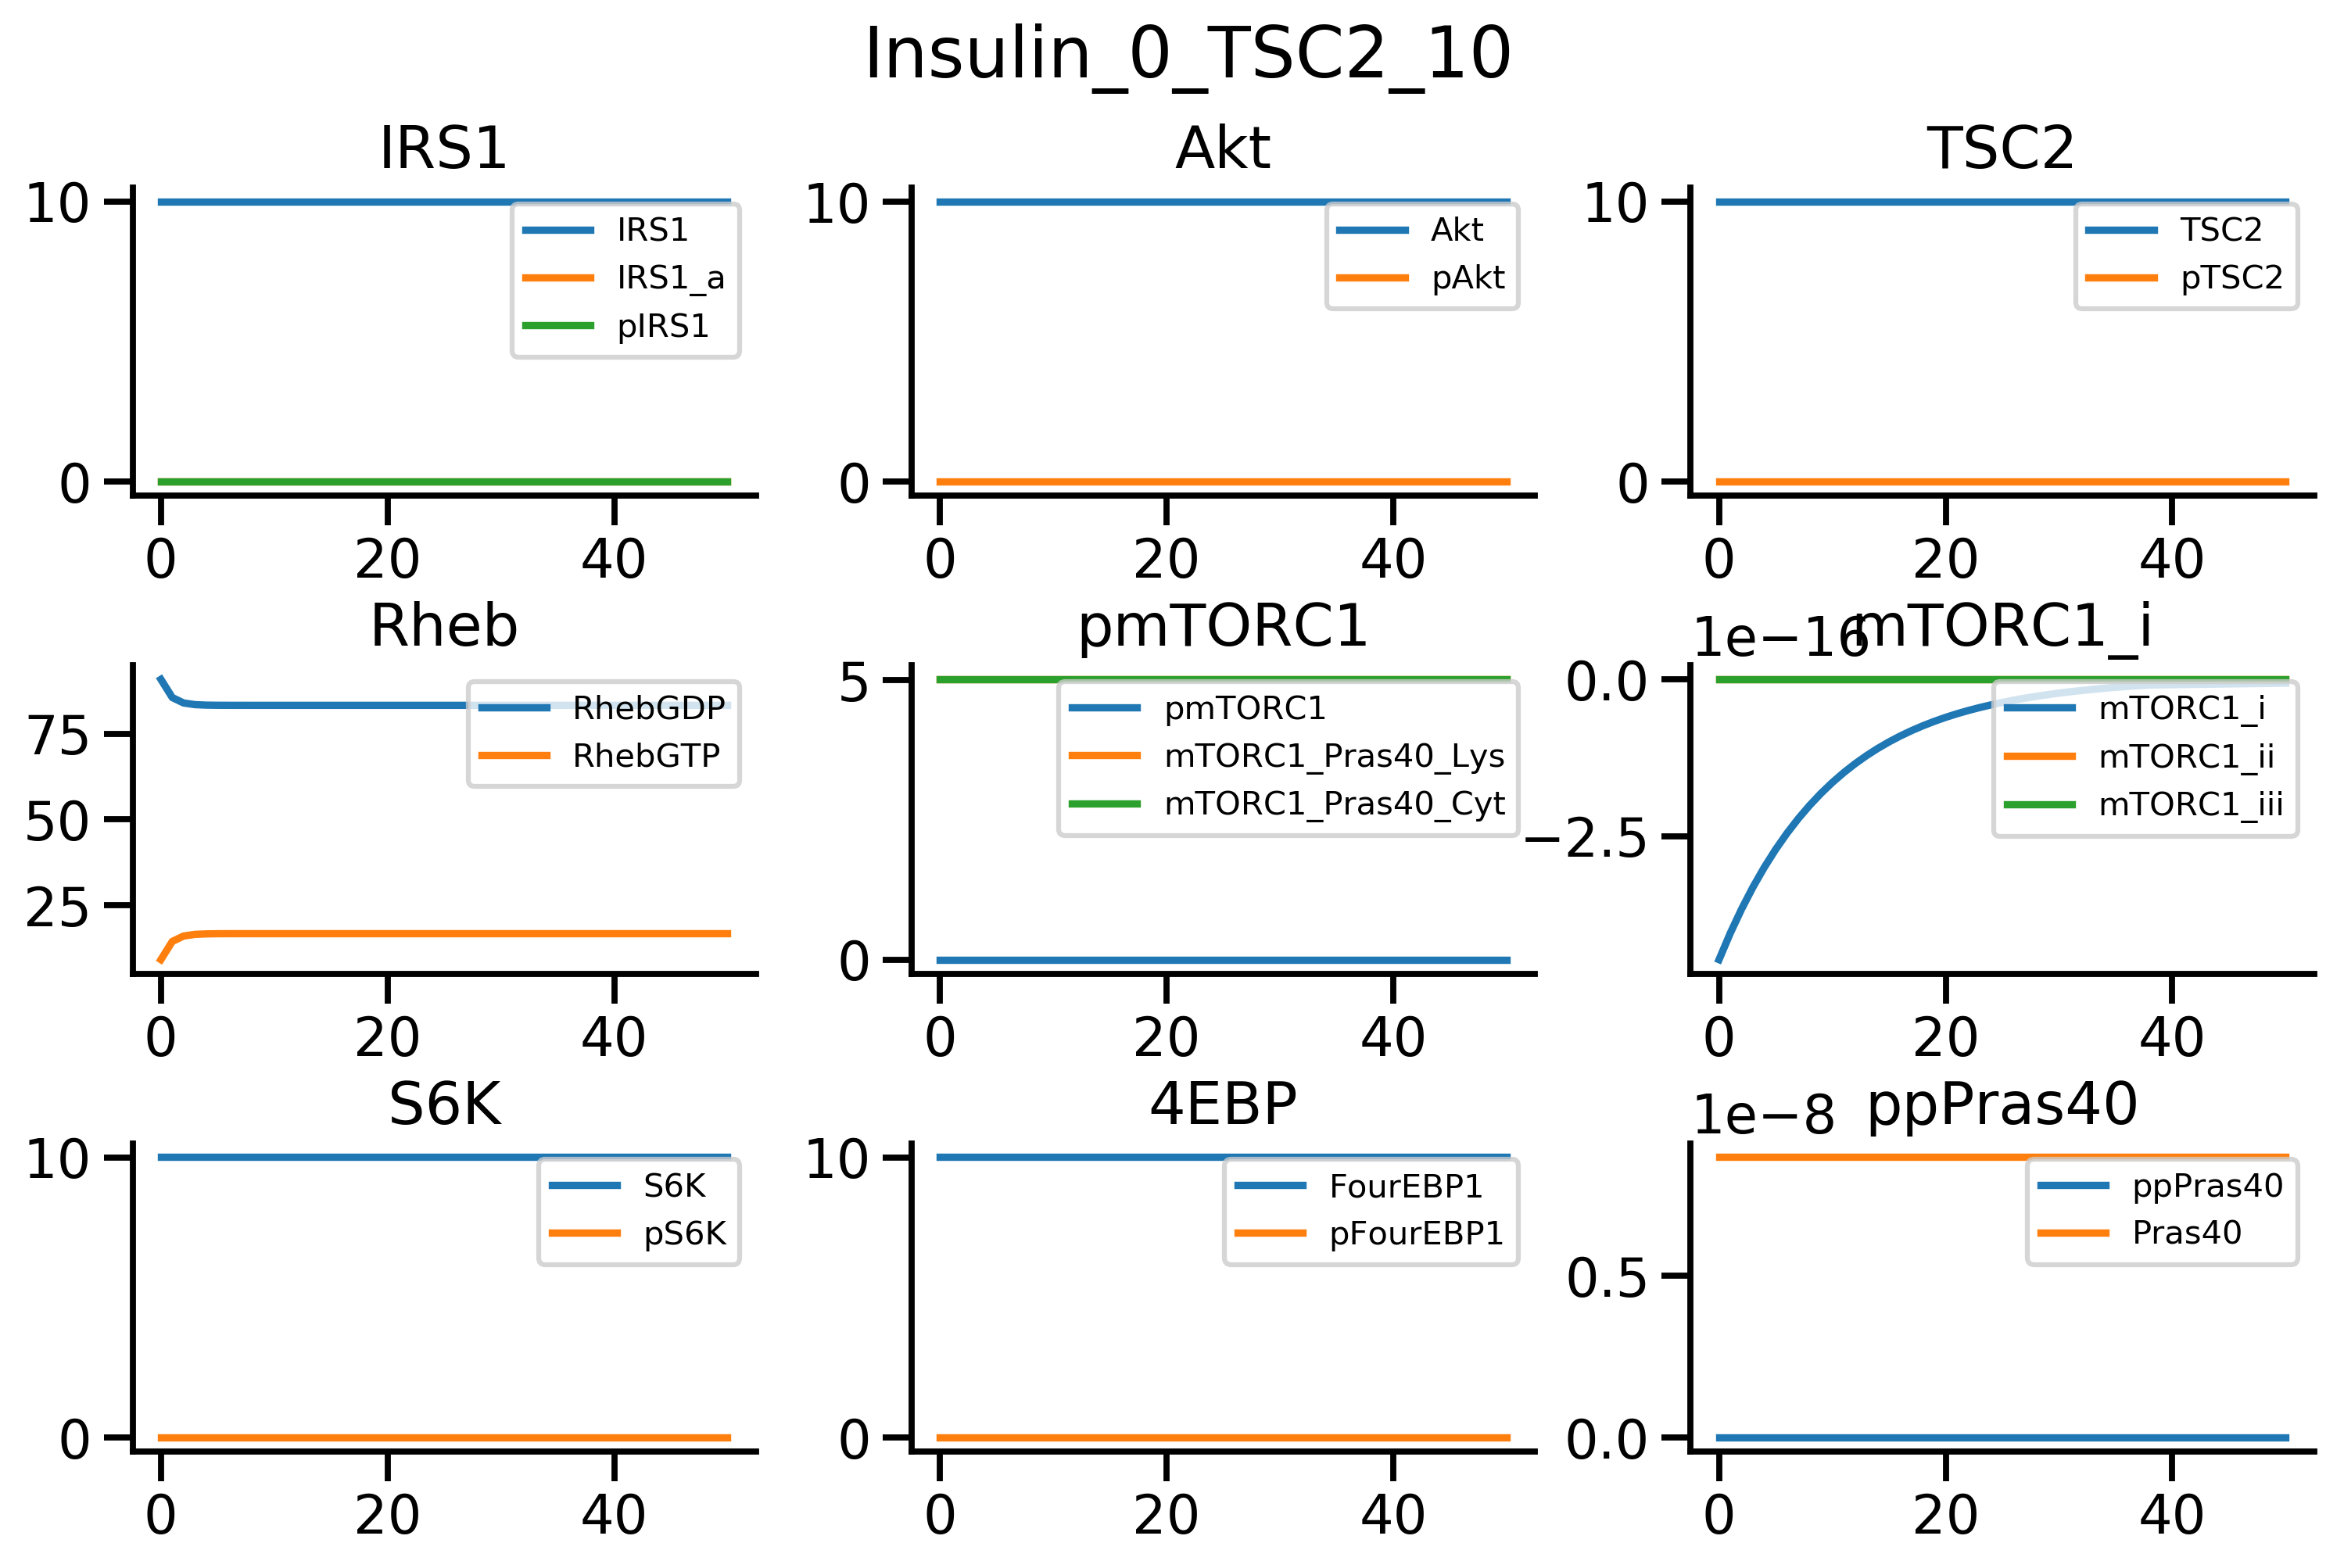 Insulin_0_TSC2_10
IRS1
10
0
0 20 40
IRS1
IRS1_a
pIRS1
Akt
10
0
0 20 40
Akt
pAkt
TSC2
10
0
0 20 40
TSC2
pTSC2
Rheb
75
50
25
0 20 40
RhebGDP
RhebGTP
pmTORC1
5
0
0 20 40
pmTORC1
mTORC1_Pras40_Lys
mTORC1_Pras40_Cyt
1e−16
mTORC1_i
0.0
−2.5
0 20 40
mTORC1_i
mTORC1_ii
mTORC1_iii
S6K
10
0
0 20 40
S6K
pS6K
4EBP
10
0
0 20 40
FourEBP1
pFourEBP1
1e−8
ppPras40
0.5
0.0
0 20 40
ppPras40
Pras40